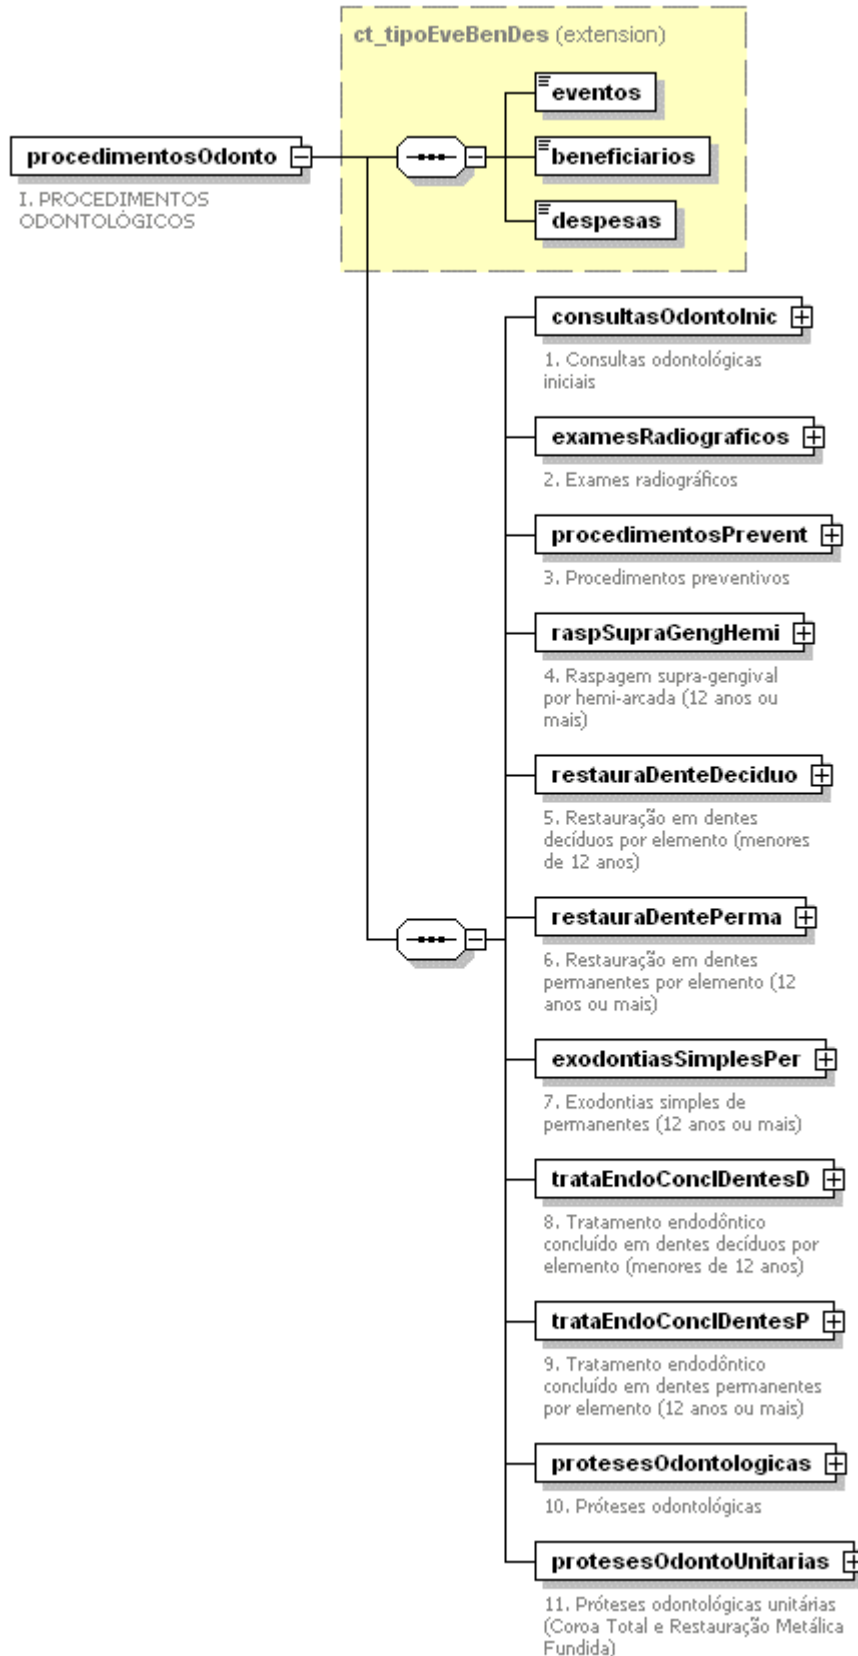 ct_tipoEveBenDes (extension)
eventos
procedimentosOdonto
beneficiarios
I. PROCEDIMENTOS
ODONTOLÓGICOS
despesas
consultasOdontoInic
1. Consultas odontológicas
iniciais
examesRadiograficos
2. Exames radiográficos
procedimentosPrevent
3. Procedimentos preventivos
raspSupraGengHemi
4. Raspagem supra-gengival
por hemi-arcada (12 anos ou
mais)
restauraDenteDeciduo
5. Restauração em dentes
decíduos por elemento (menores
de 12 anos)
restauraDentePerma
6. Restauração em dentes
permanentes por elemento (12
anos ou mais)
exodontiasSimplesPer
7. Exodontias simples de
permanentes (12 anos ou mais)
trataEndoConclDentesD
8. Tratamento endodôntico
concluído em dentes decíduos por
elemento (menores de 12 anos)
trataEndoConclDentesP
9. Tratamento endodôntico
concluído em dentes permanentes
por elemento (12 anos ou mais)
protesesOdontologicas
10. Próteses odontológicas
protesesOdontoUnitarias
11. Próteses odontológicas unitárias
(Coroa Total e Restauração Metálica
Fundida)